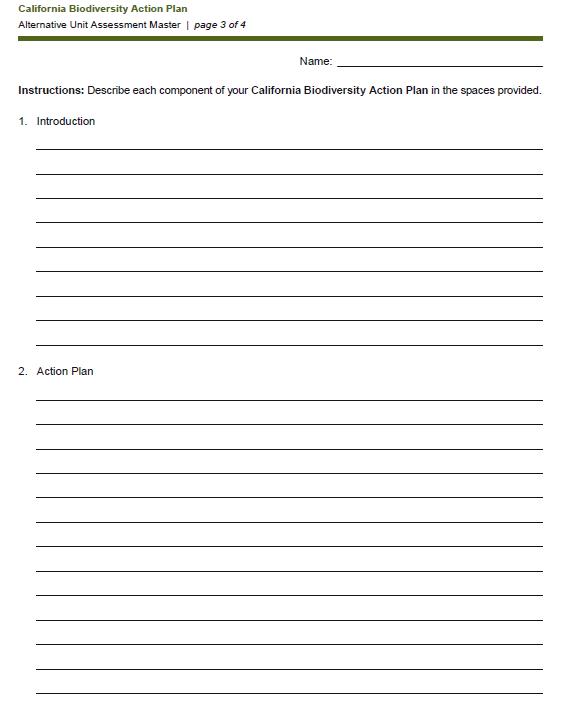 California Biodiversity Action Plan
Alternative Unit Assessment Master | page 3 of 4
Name:
Instructions: Describe each component of your California Biodiversity Action Plan in the spaces provided.
1. Introduction
2. Action Plan